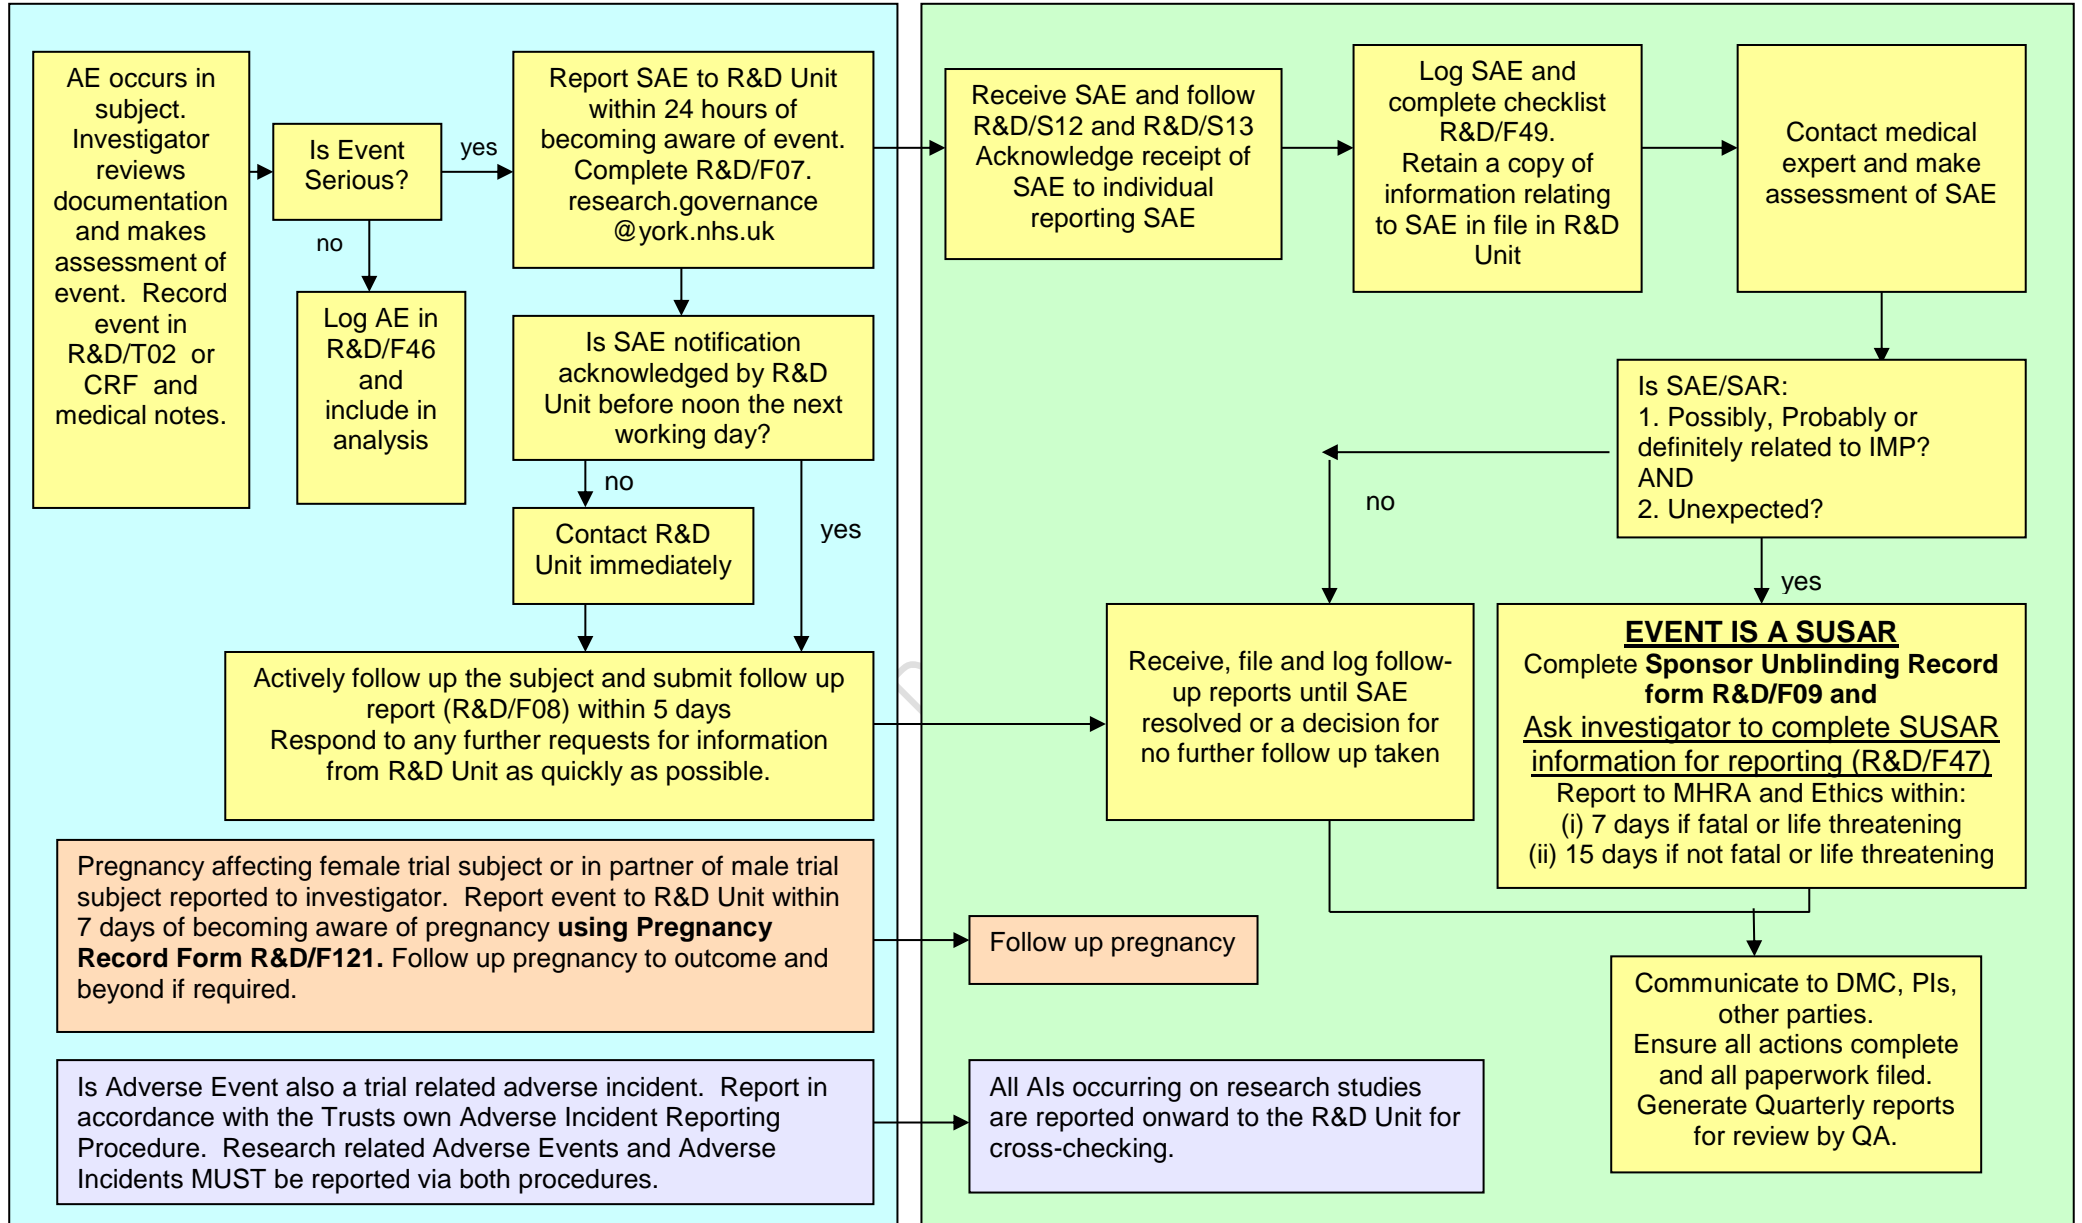 AE occurs in
subject.
Investigator
reviews
documentation
and makes
assessment of
event.  Record
event in
R&D/T02  or
CRF  and
medical notes.
Is Event
Serious?
yes
no
Log AE in
R&D/F46
and
include in
analysis
Report SAE to R&D Unit
within 24 hours of
becoming aware of event.
Complete R&D/F07.
research.governance
@york.nhs.uk
Is SAE notification
acknowledged by R&D
Unit before noon the next
working day?
no
yes
Contact R&D
Unit immediately
Actively follow up the subject and submit follow up
report (R&D/F08) within 5 days
Respond to any further requests for information
from R&D Unit as quickly as possible.
Pregnancy affecting female trial subject or in partner of male trial
subject reported to investigator.  Report event to R&D Unit within
7 days of becoming aware of pregnancy using Pregnancy
Record Form R&D/F121. Follow up pregnancy to outcome and
beyond if required.
Is Adverse Event also a trial related adverse incident.  Report in
accordance with the Trusts own Adverse Incident Reporting
Procedure.  Research related Adverse Events and Adverse
Incidents MUST be reported via both procedures.
Receive SAE and follow
R&D/S12 and R&D/S13
Acknowledge receipt of
SAE to individual
reporting SAE
Log SAE and
complete checklist
R&D/F49.
Retain a copy of
information relating
to SAE in file in R&D
Unit
Contact medical
expert and make
assessment of SAE
Is SAE/SAR:
1. Possibly, Probably or
definitely related to IMP?
AND
2. Unexpected?
no
yes
Receive, file and log follow-
up reports until SAE
resolved or a decision for
no further follow up taken
EVENT IS A SUSAR
Complete Sponsor Unblinding Record
form R&D/F09 and
Ask investigator to complete SUSAR
information for reporting (R&D/F47)
Report to MHRA and Ethics within:
(i) 7 days if fatal or life threatening
(ii) 15 days if not fatal or life threatening
Follow up pregnancy
Communicate to DMC, PIs,
other parties.
Ensure all actions complete
and all paperwork filed.
Generate Quarterly reports
for review by QA.
All AIs occurring on research studies
are reported onward to the R&D Unit for
cross-checking.